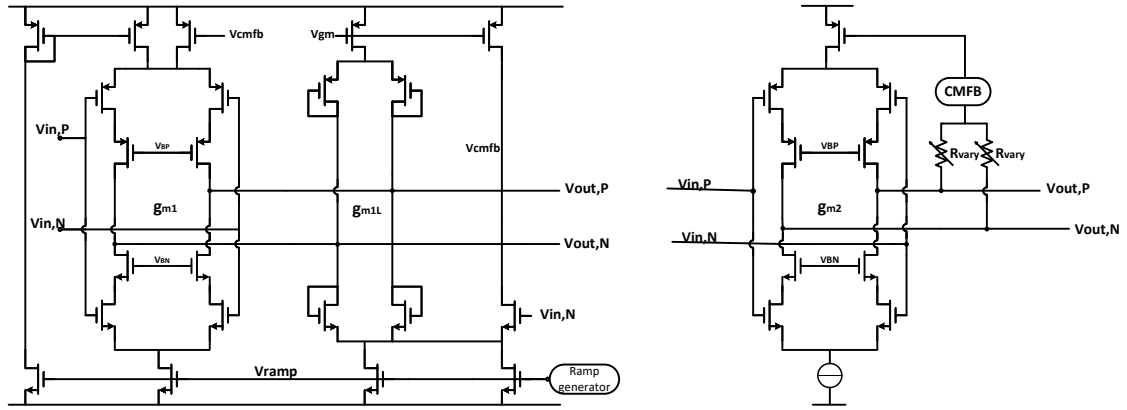 Vcmfb
Vgm
CMFB
Vin,P
VBP
Vcmfb
VBP
Rvary
Rvary
Vin,P
Vout,P
Vout,P
gm1
gm1L
gm2
Vin,N
Vout,N
Vin,N
Vout,N
VBN
VBN
Vin,N
Vramp
Ramp
generator